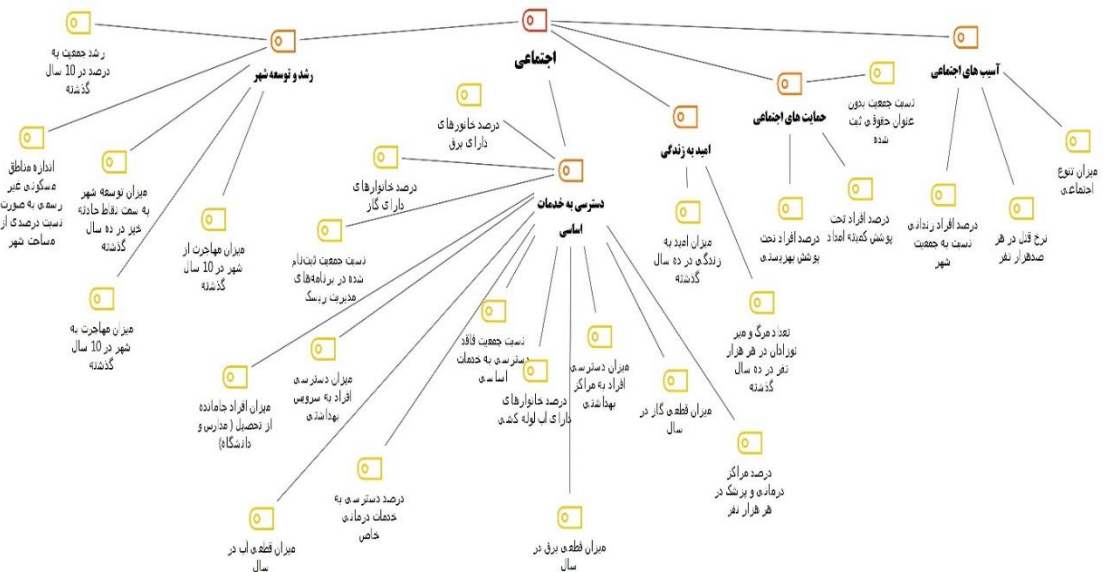 اجتماعی
رشد و توسعه شهر
رشد جمعیت به
درصد در 10 سال
گذشته
اندازه مناطق
مسکونی غیر
رسمی به صورت
نسبت درصدی از
مساحت شهر
میزان توسعه شهر
به سمت نقاط حادثه
خیز در ده سال
گذشته
میزان مهاجرت از
شهر در 10 سال
گذشته
میزان مهاجرت به
شهر در 10 سال
گذشته
آسیب های اجتماعی
میزان تنوع
اجتماعی
نرخ قتل در هر
صدهزار نفر
درصد افراد زندانی
نسبت به جمعیت
شهر
حمایت های اجتماعی
نسبت جمعیت بدون
عنوان حقوقی ثبت
شده
درصد افراد تحت
پوشش کمیته امداد
درصد افراد تحت
پوشش بهزیستی
امید به زندگی
میزان امید به
زندگی در ده سال
گذشته
تعداد مرگ و میر
نوزادان در هر هزار
نفر در ده سال
گذشته
دسترسی به خدمات
اساسی
درصد خانورهای
دارای برق
درصد خانوارهای
دارای گاز
نسبت جمعیت ثبت‌نام
شده در برنامه‌های
مدیریت ریسک
میزان افراد جامانده
از تحصیل ( مدارس و
دانشگاه)
میزان دسترسی
افراد به سرویس
بهداشتی
میزان قطعی آب در
سال
درصد دسترسی به
خدمات درمانی
خاص
نسبت جمعیت فاقد
دسترسی به خدمات
اساسی
درصد خانوارهای
دارای آب لوله کشی
میزان قطعی برق در
سال
میزان دسترسی
افراد به مراکز
بهداشتی
میزان قطعی گاز در
سال
درصد مراکز
درمانی و پزشک در
هر هزار نفر